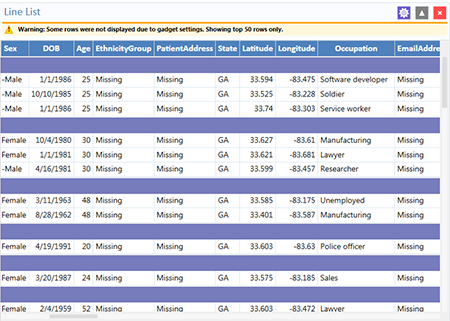 Line List
Warning: Some rows were not displayed due to gadget settings. Showing top 50 rows only.
Sex DOB Age EthnicityGroup PatientAddress State Latitude Longitude Occupation EmailAddre
-Male 1/1/1986 25 Missing Missing GA 33.594 -83.475 Software developer Missing
-Male 10/10/1985 25 Missing Missing GA 33.525 -83.228 Soldier Missing
-Male 1/1/1986 25 Missing Missing GA 33.74 -83.303 Service worker Missing
Female 10/4/1980 30 Missing Missing GA 33.627 -83.61 Manufacturing Missing
Female 1/1/1981 30 Missing Missing GA 33.621 -83.681 Lawyer Missing
-Male 4/16/1981 30 Missing Missing GA 33.599 -83.457 Researcher Missing
Female 3/11/1963 48 Missing Missing GA 33.585 -83.175 Unemployed Missing
Female 8/28/1962 48 Missing Missing GA 33.401 -83.587 Manufacturing Missing
Female 4/19/1991 20 Missing Missing GA 33.603 -83.63 Police officer Missing
Female 3/20/1987 24 Missing Missing GA 33.575 -83.185 Sales Missing
Female 2/4/1959 52 Missing Missing GA 33.603 -83.472 Lawyer Missing